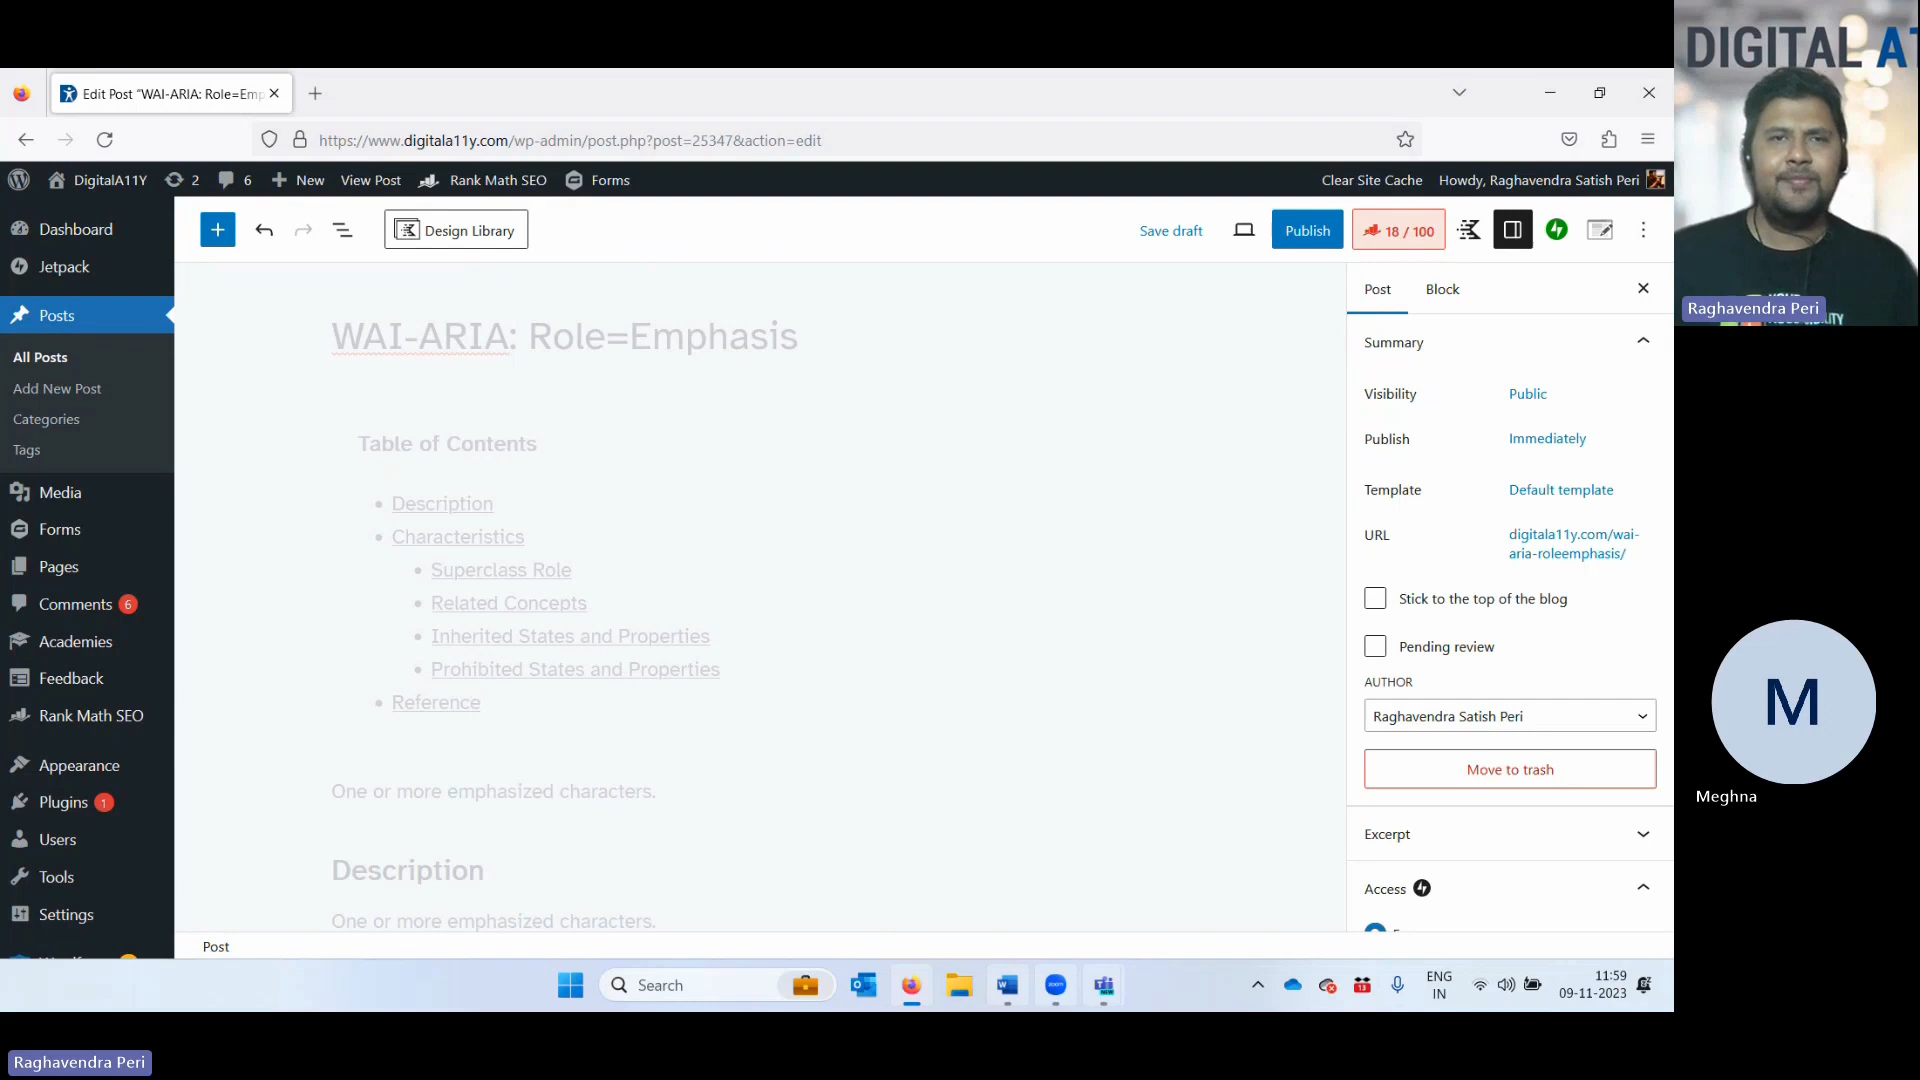 DIGITAL A
Edit Post “WAI-ARIA: Role=Emp
https://www.digitala11y.com/wp-admin/post.php?post=25347&action=edit
DigitalA11Y 2 6 New View Post Rank Math SEO Forms Clear Site Cache Howdy, Raghavendra Satish Peri
Design Library Save draft Publish 18 / 100
Dashboard
Jetpack
Posts
All Posts
Add New Post
Categories
Tags
Media
Forms
Pages
Comments 6
Academies
Feedback
Rank Math SEO
Appearance
Plugins 1
Users
Tools
Settings
WAI-ARIA: Role=Emphasis
Table of Contents
Description
Characteristics
Superclass Role
Related Concepts
Inherited States and Properties
Prohibited States and Properties
Reference
One or more emphasized characters.
Description
One or more emphasized characters.
Post
Post Block
Summary
Visibility Public
Publish Immediately
Template Default template
URL digitala11y.com/wai-
aria-roleemphasis/
Stick to the top of the blog
Pending review
AUTHOR
Raghavendra Satish Peri
Move to trash
Excerpt
Access
Search
13
NEW
zoom
ENG
IN
11:59
09-11-2023
Raghavendra Peri
M
Meghna
Raghavendra Peri